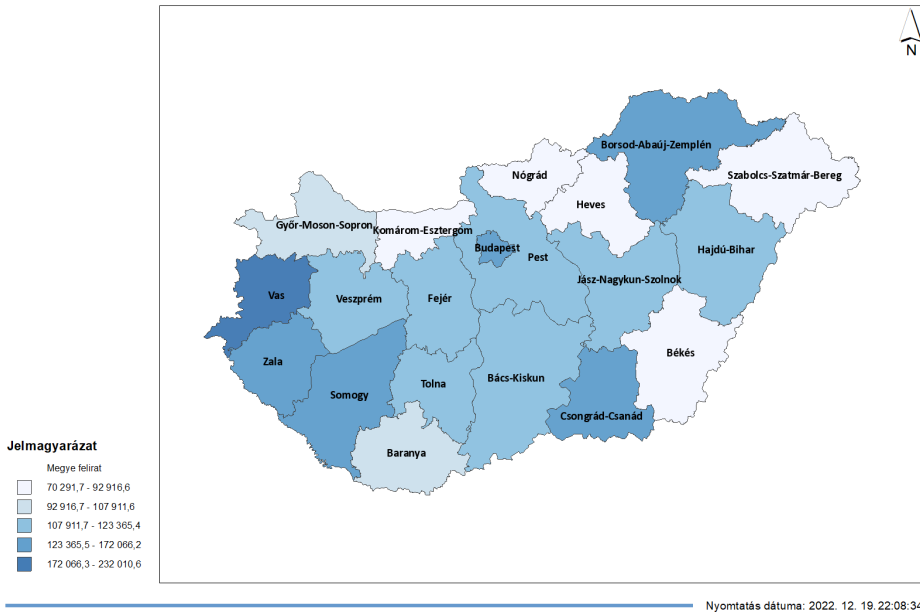 N
Borsod-Abaúj-Zemplén
Nógrád
Szabolcs-Szatmár-Bereg
Heves
Győr-Moson-Sopron
Komárom-Esztergom
Budapest
Pest
Hajdú-Bihar
Jász-Nagykun-Szolnok
Vas
Veszprém
Fejér
Békés
Zala
Bács-Kiskun
Tolna
Somogy
Csongrád-Csanád
Baranya
Jelmagyarázat
Megye felirat
70 291,7 - 92 916,6
92 916,7 - 107 911,6
107 911,7 - 123 365,4
123 365,5 - 172 066,2
172 066,3 - 232 010,6
Nyomtatás dátuma: 2022. 12. 19. 22:08:34